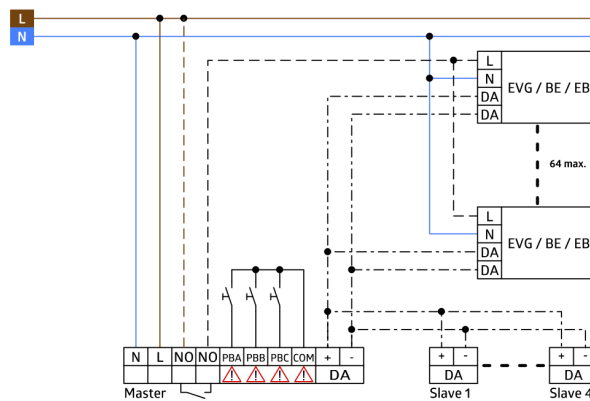 L
N
L
N
DA
DA
EVG / BE / EB
64 max.
L
N
DA
DA
EVG / BE / EB
N L NO NO PBA PBB PBC COM + -
DA
+ -
DA
+ -
DA
Master
Slave 1
Slave 4